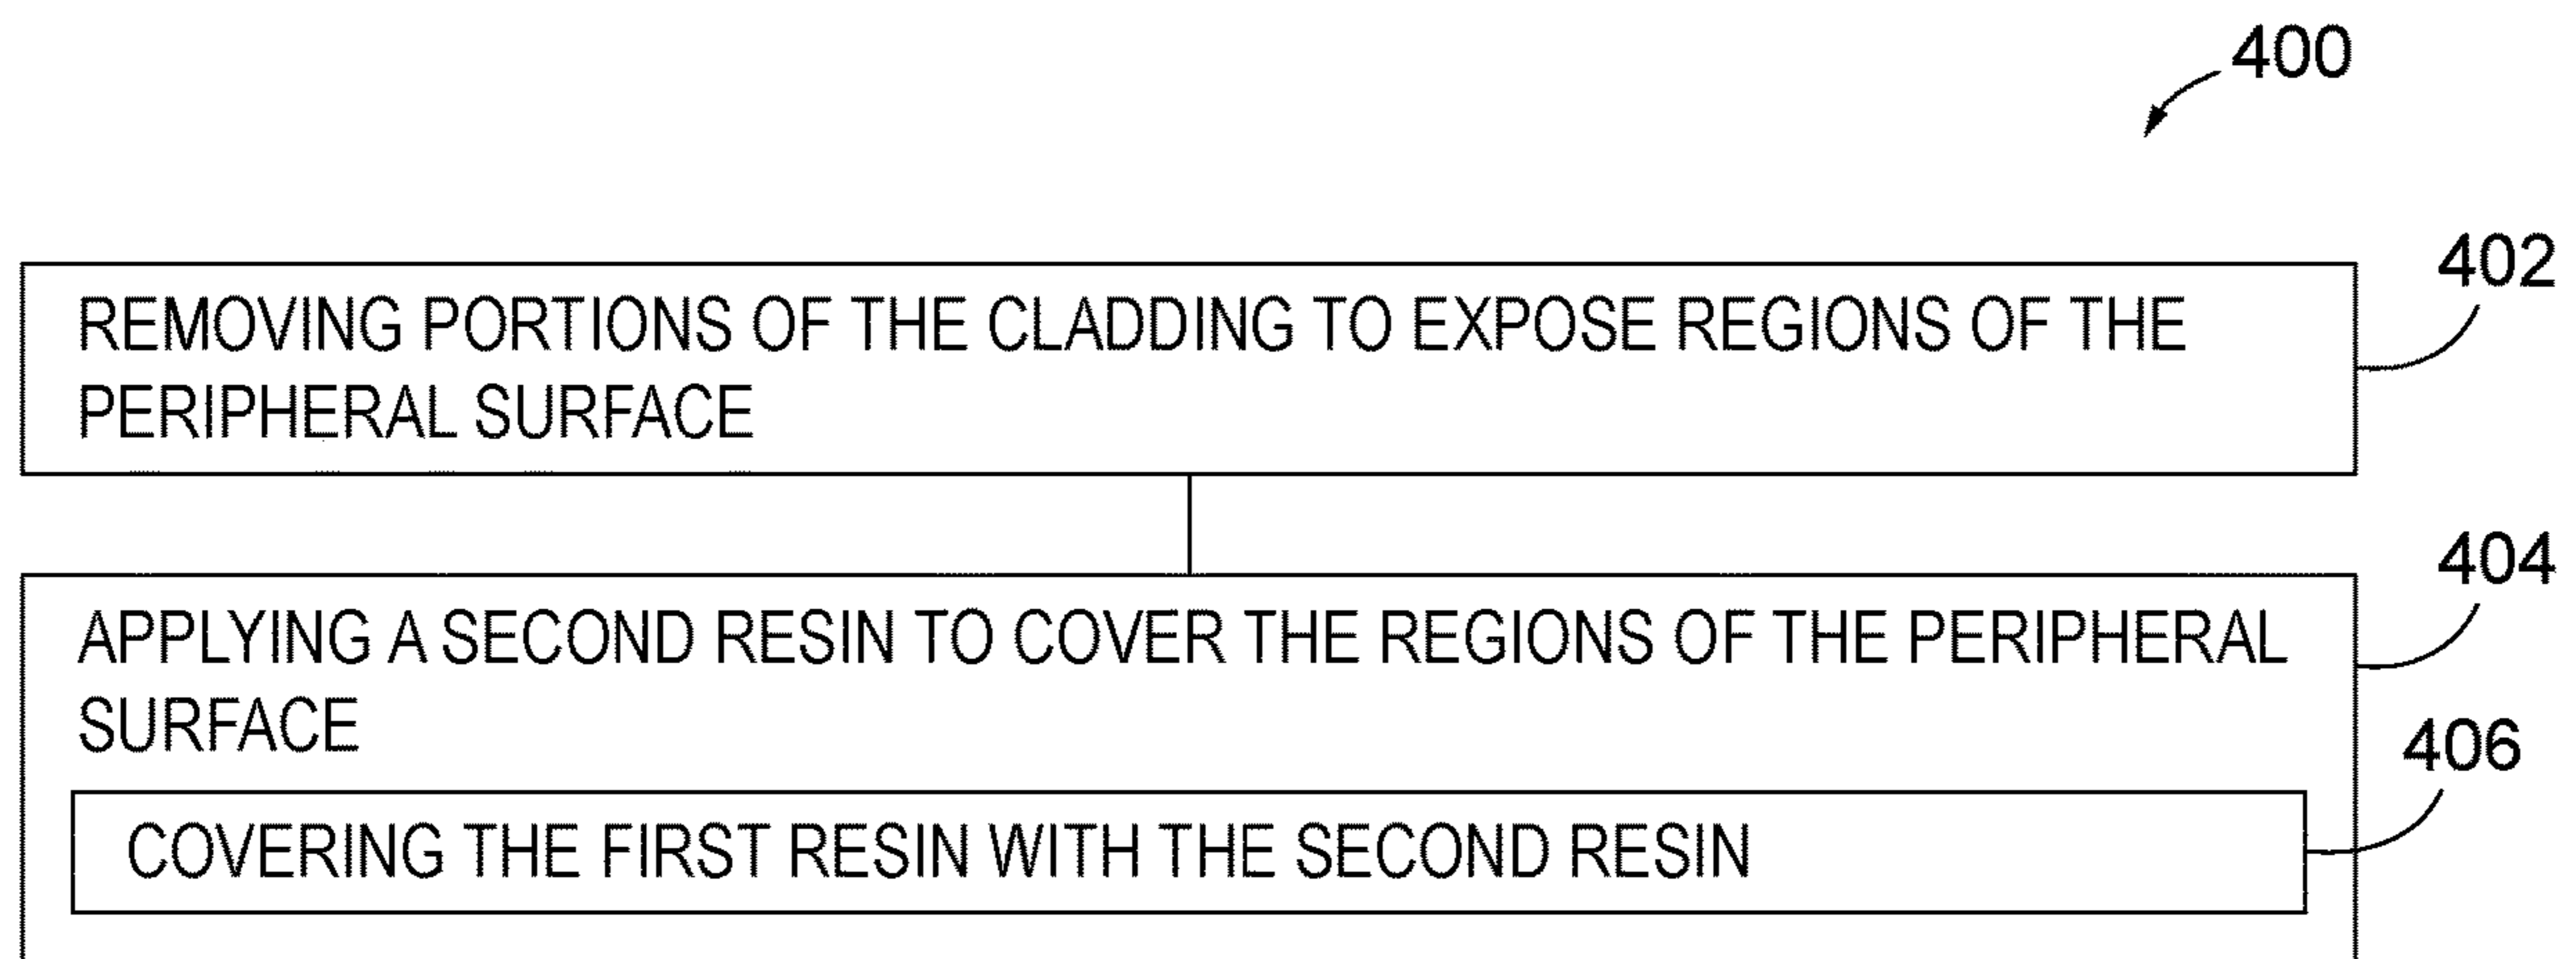 400
402
REMOVING PORTIONS OF THE CLADDING TO EXPOSE REGIONS OF THE
PERIPHERAL SURFACE
404
APPLYING A SECOND RESIN TO COVER THE REGIONS OF THE PERIPHERAL
SURFACE
406
COVERING THE FIRST RESIN WITH THE SECOND RESIN